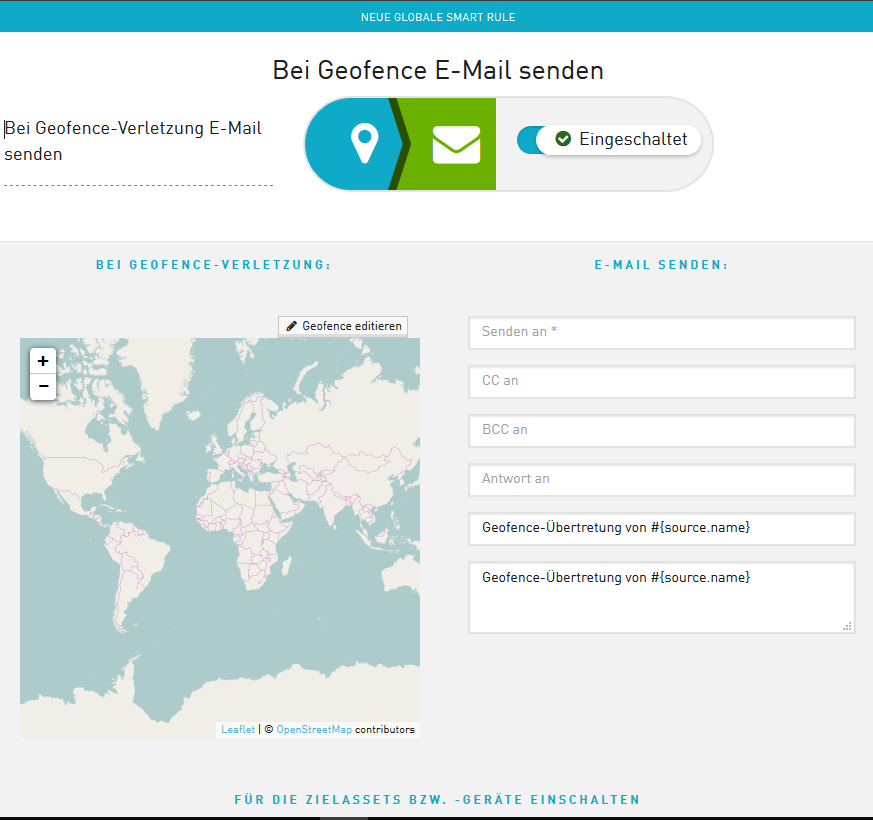 NEUE GLOBALE SMART RULE
Bei Geofence E-Mail senden
Bei Geofence-Verletzung E-Mail
senden
Eingeschaltet
BEI GEOFENCE-VERLETZUNG:
Geofence editieren
+
−
Leaflet | © OpenStreetMap contributors
E-MAIL SENDEN:
Senden an *
CC an
BCC an
Antwort an
Geofence-Übertretung von #{source.name}
Geofence-Übertretung von #{source.name}
FÜR DIE ZIELASSETS BZW. -GERÄTE EINSCHALTEN